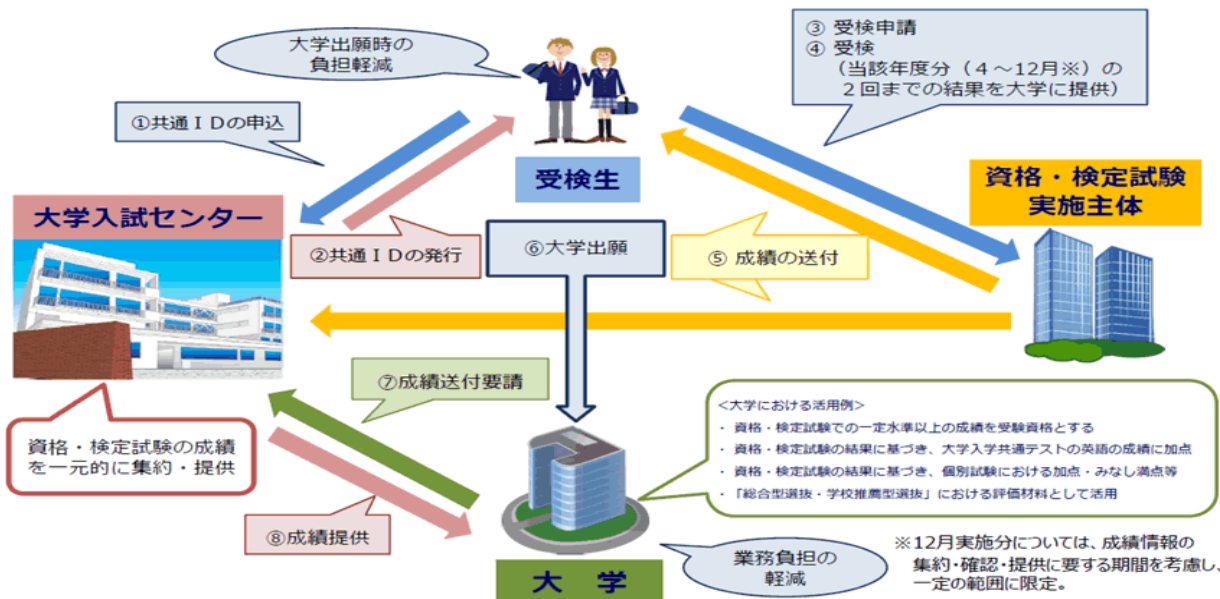 大学出願時の
負担軽減
③ 受検申請
④ 受検
(当該年度分(4~12月※)の
2回までの結果を大学に提供)
①共通IDの申込
受検生
資格・検定試験
実施主体
大学入試センター
②共通IDの発行
⑥大学出願
⑤ 成績の送付
⑦成績送付要請
資格・検定試験の成績
を一元的に集約・提供
<大学における活用例>
・ 資格・検定試験での一定水準以上の成績を受験資格とする
・ 資格・検定試験の結果に基づき、大学入学共通テストの英語の成績に加点
・ 資格・検定試験の結果に基づき、個別試験における加点・みなし満点等
・「総合型選抜・学校推薦型選抜」における評価材料として活用
⑧成績提供
大 学
業務負担の
軽減
※12月実施分については、成績情報の
集約・確認・提供に要する期間を考慮し、
一定の範囲に限定。